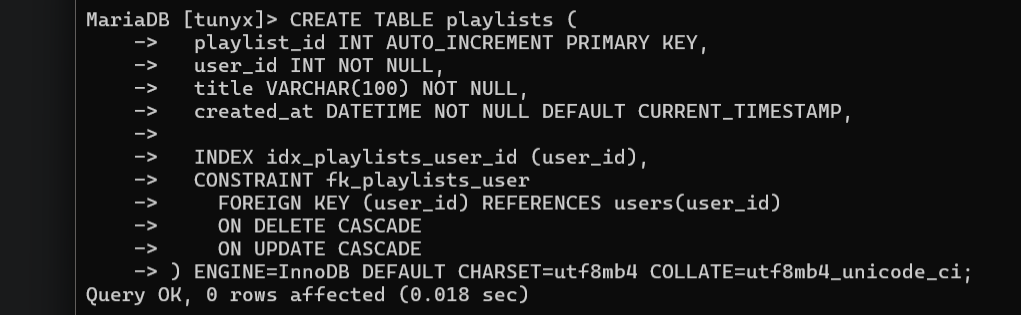 MariaDB [tunyx]> CREATE TABLE playlists (
    ->   playlist_id INT AUTO_INCREMENT PRIMARY KEY,
    ->   user_id INT NOT NULL,
    ->   title VARCHAR(100) NOT NULL,
    ->   created_at DATETIME NOT NULL DEFAULT CURRENT_TIMESTAMP,
    ->
    ->   INDEX idx_playlists_user_id (user_id),
    ->   CONSTRAINT fk_playlists_user
    ->     FOREIGN KEY (user_id) REFERENCES users(user_id)
    ->     ON DELETE CASCADE
    ->     ON UPDATE CASCADE
    -> ) ENGINE=InnoDB DEFAULT CHARSET=utf8mb4 COLLATE=utf8mb4_unicode_ci;
Query OK, 0 rows affected (0.018 sec)